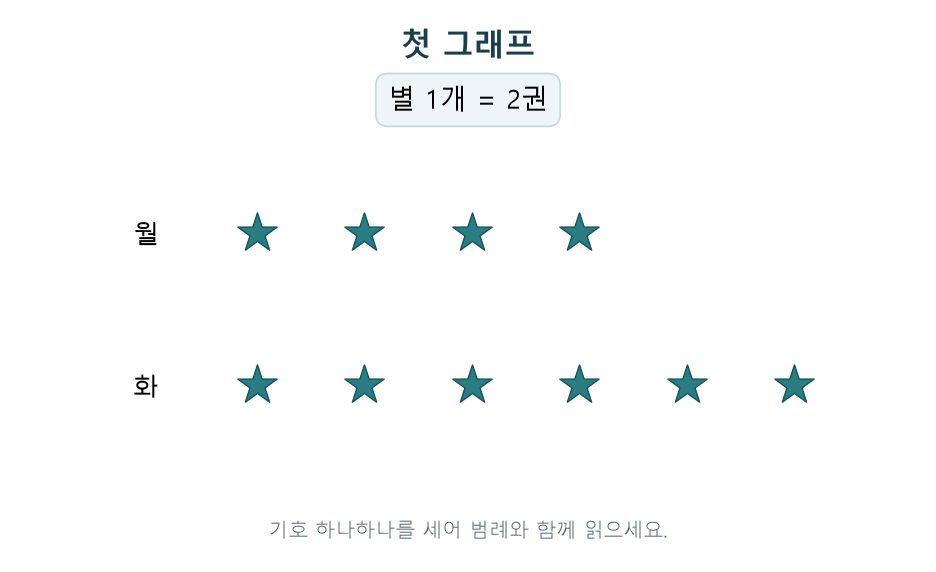 첫 그래프
별 1개 = 2권
월
화
기호 하나하나를 세어 범례와 함께 읽으세요.